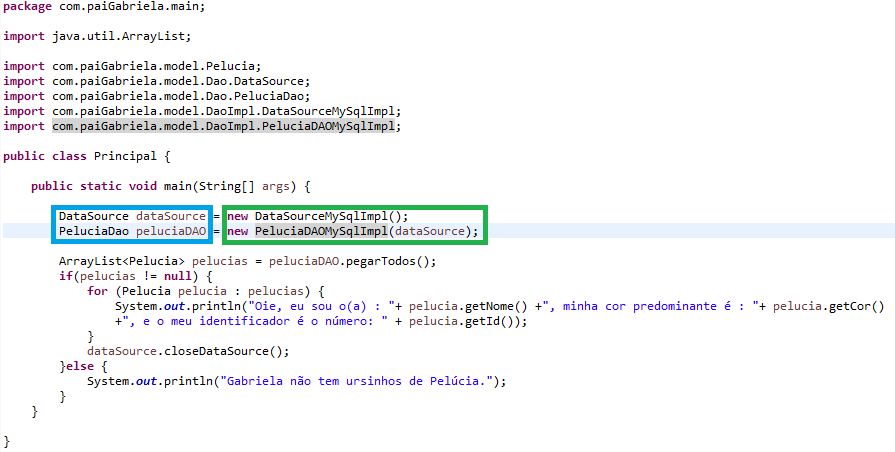 package com.paiGabriela.main;
import java.util.ArrayList;
import com.paiGabriela.model.Pelucia;
import com.paiGabriela.model.Dao.DataSource;
import com.paiGabriela.model.Dao.PeluciaDao;
import com.paiGabriela.model.DaoImpl.DataSourceMySqlImpl;
import com.paiGabriela.model.DaoImpl.PeluciaDAOMySqlImpl;
public class Principal {
public static void main(String[] args) {
DataSource dataSource = new DataSourceMySqlImpl();
PeluciaDao peluciaDAO = new PeluciaDAOMySqlImpl(dataSource);
ArrayList<Pelucia> pelucias = peluciaDAO.pegarTodos();
if(pelucias != null) {
for (Pelucia pelucia : pelucias) {
System.out.println("Oie, eu sou o(a) : "+ pelucia.getNome() +", minha cor predominante é : "+ pelucia.getCor()
+", e o meu identificador é o número: " + pelucia.getId());
}
dataSource.closeDataSource();
}else {
System.out.println("Gabriela não tem ursinhos de Pelúcia.");
}
}
}